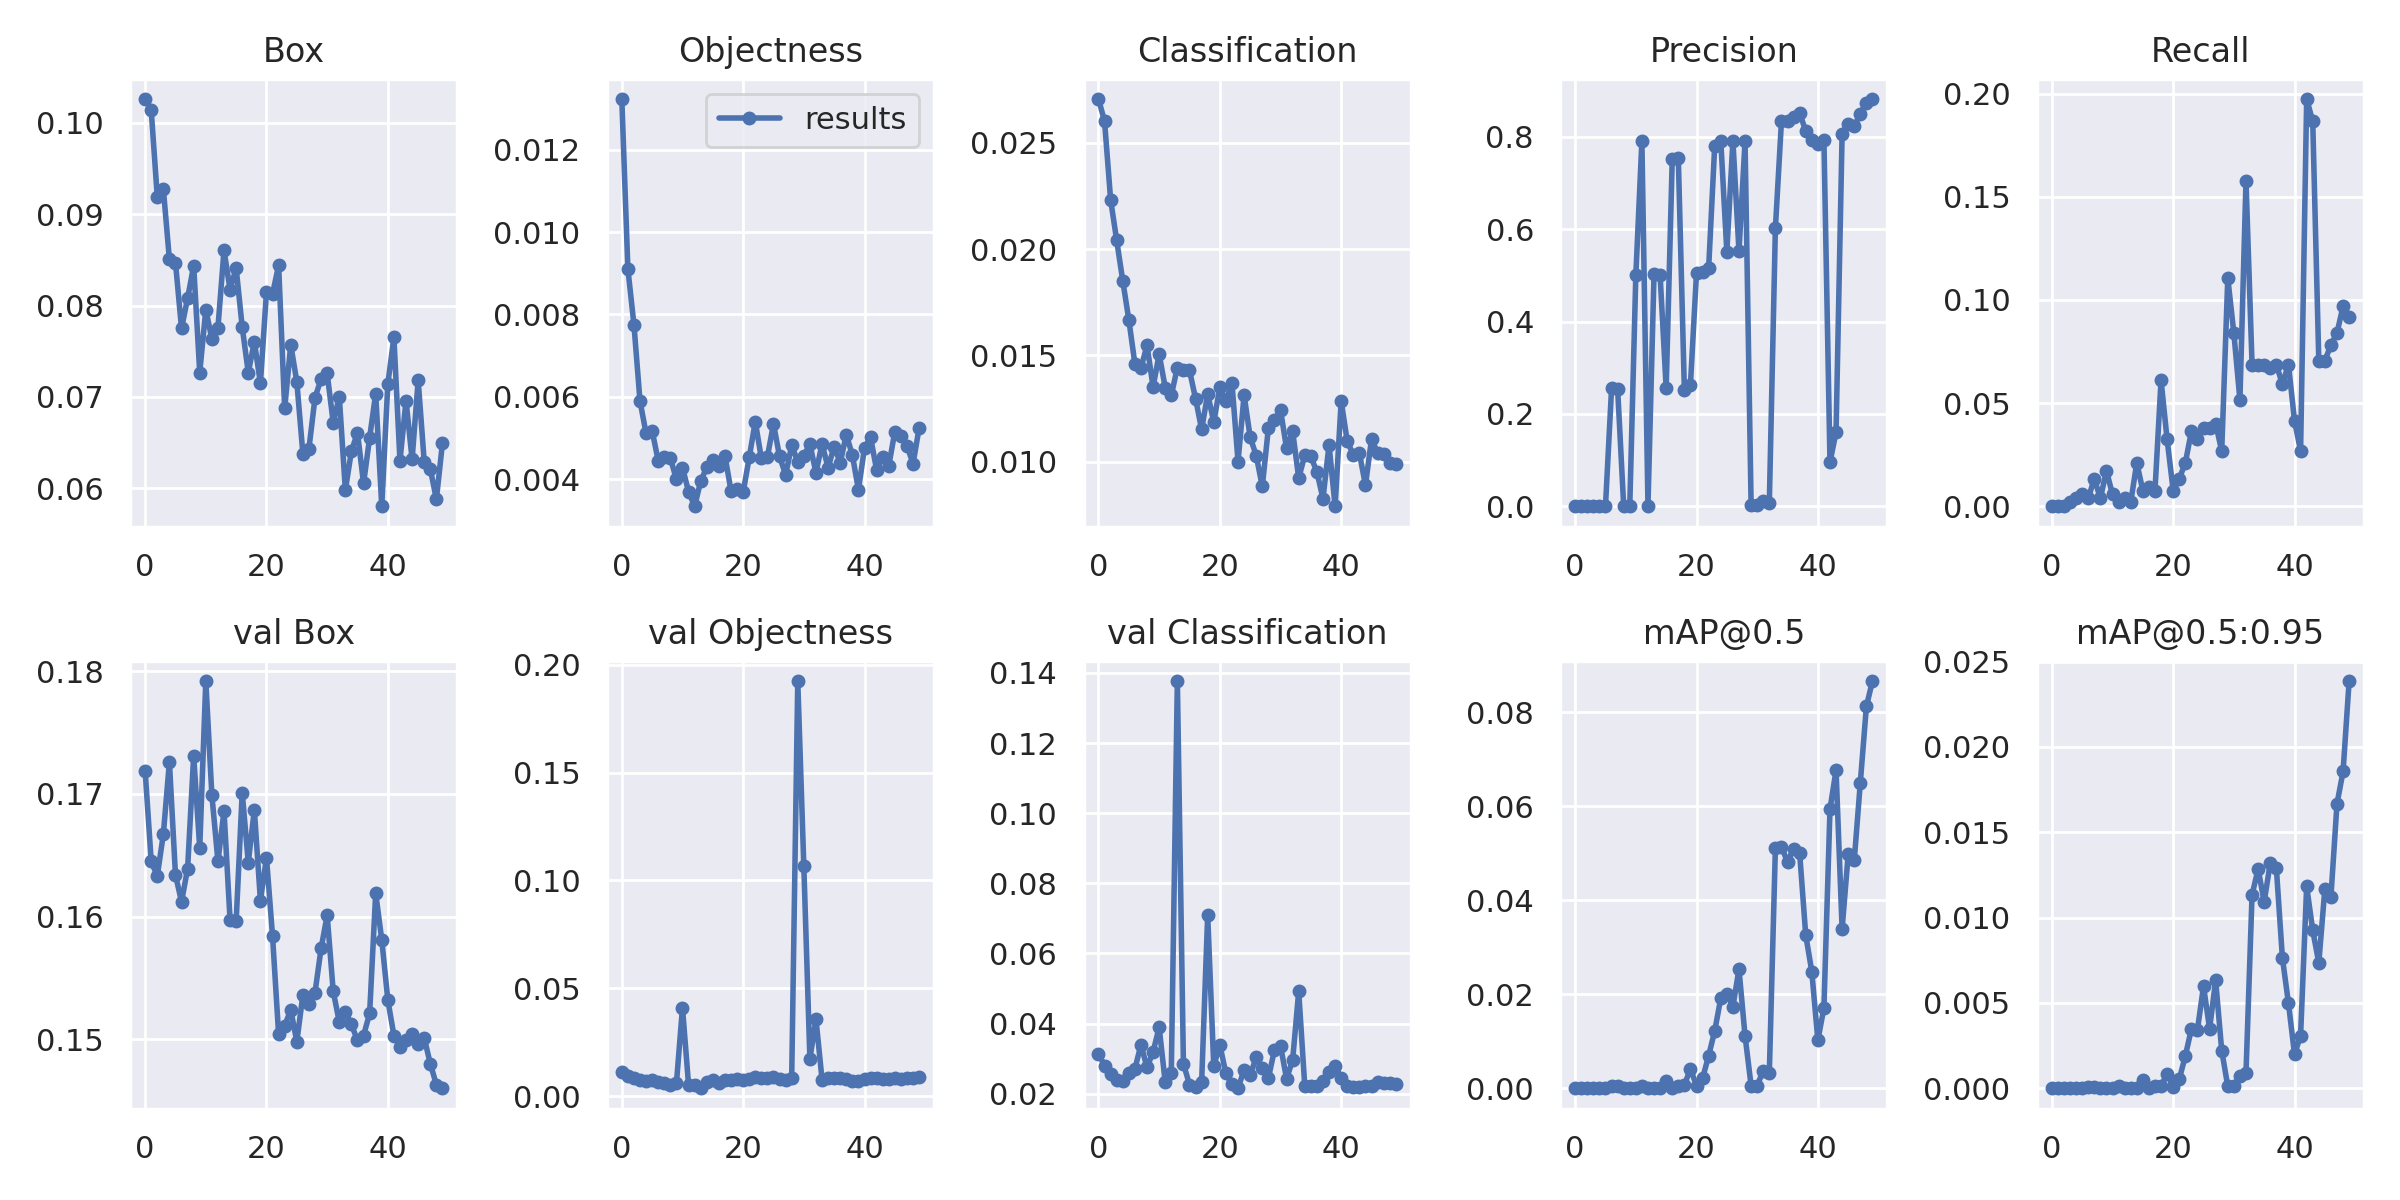 Box
Objectness
Classification
Precision
Recall
0.10
0.09
0.08
0.07
0.06
0 20 40
results
0.012
0.010
0.008
0.006
0.004
0 20 40
0.025
0.020
0.015
0.010
0 20 40
0.8
0.6
0.4
0.2
0.0
0 20 40
0.20
0.15
0.10
0.05
0.00
0 20 40
val Box
val Objectness
val Classification
mAP@0.5
mAP@0.5:0.95
0.18
0.17
0.16
0.15
0 20 40
0.20
0.15
0.10
0.05
0.00
0 20 40
0.14
0.12
0.10
0.08
0.06
0.04
0.02
0 20 40
0.08
0.06
0.04
0.02
0.00
0 20 40
0.025
0.020
0.015
0.010
0.005
0.000
0 20 40